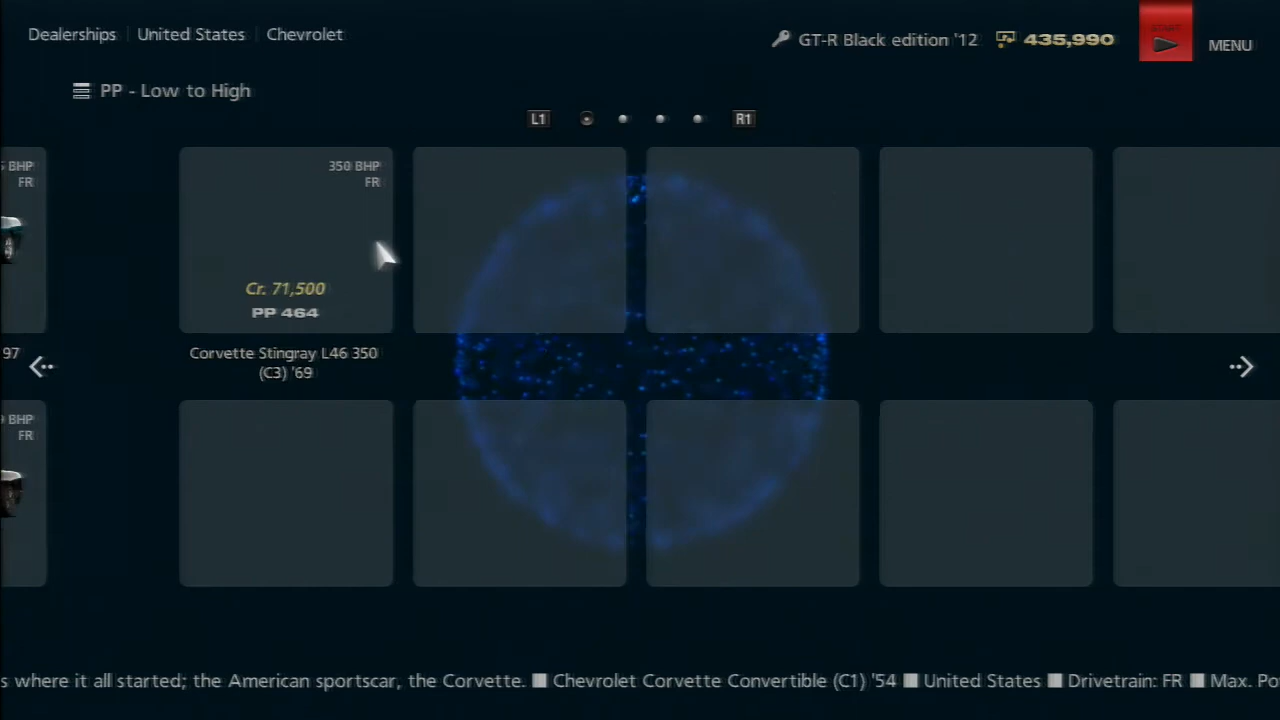 Dealerships United States Chevrolet
GT-R Black edition '12 435,990 START MENU
PP - Low to High
L1 R1
BHP
FR
350 BHP
FR
Cr. 71,500
PP 464
97
Corvette Stingray L46 350
(C3) '69
BHP
FR
s where it all started; the American sportscar, the Corvette. Chevrolet Corvette Convertible (C1) '54 United States Drivetrain: FR Max. Po